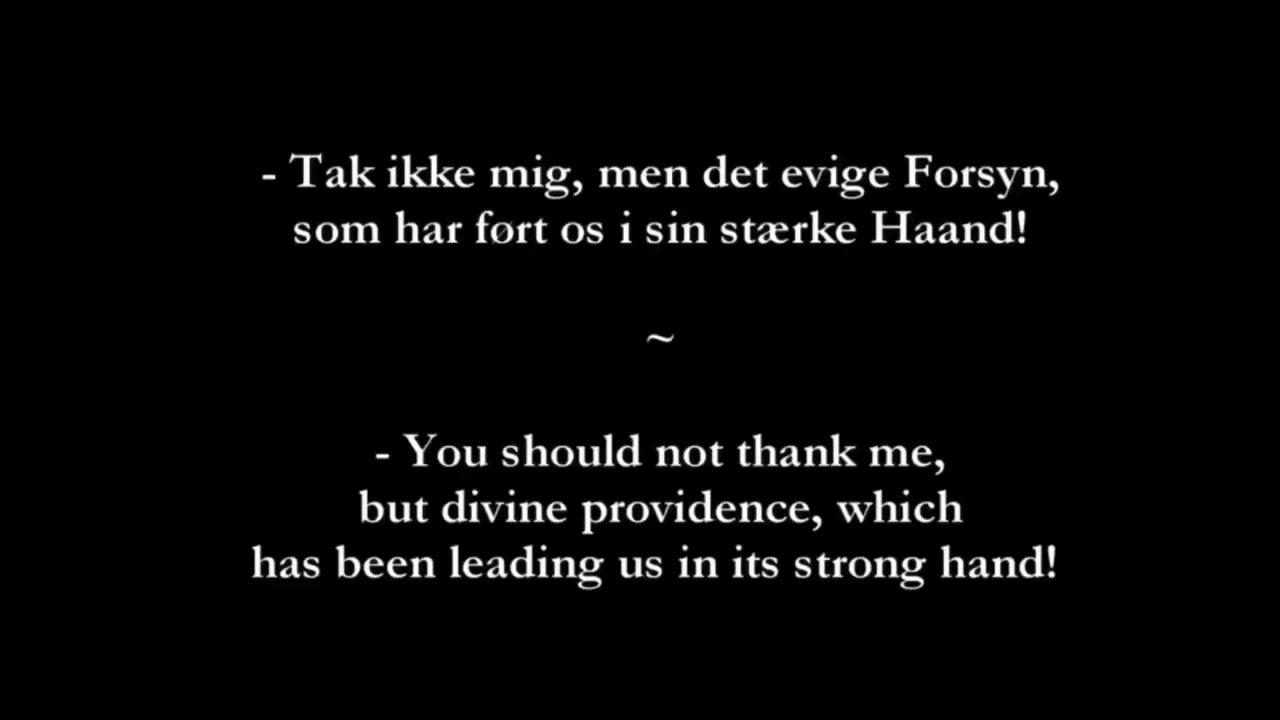 - Tak ikke mig, men det evige Forsyn,
som har ført os i sin stærke Haand!
~
- You should not thank me,
but divine providence, which
has been leading us in its strong hand!